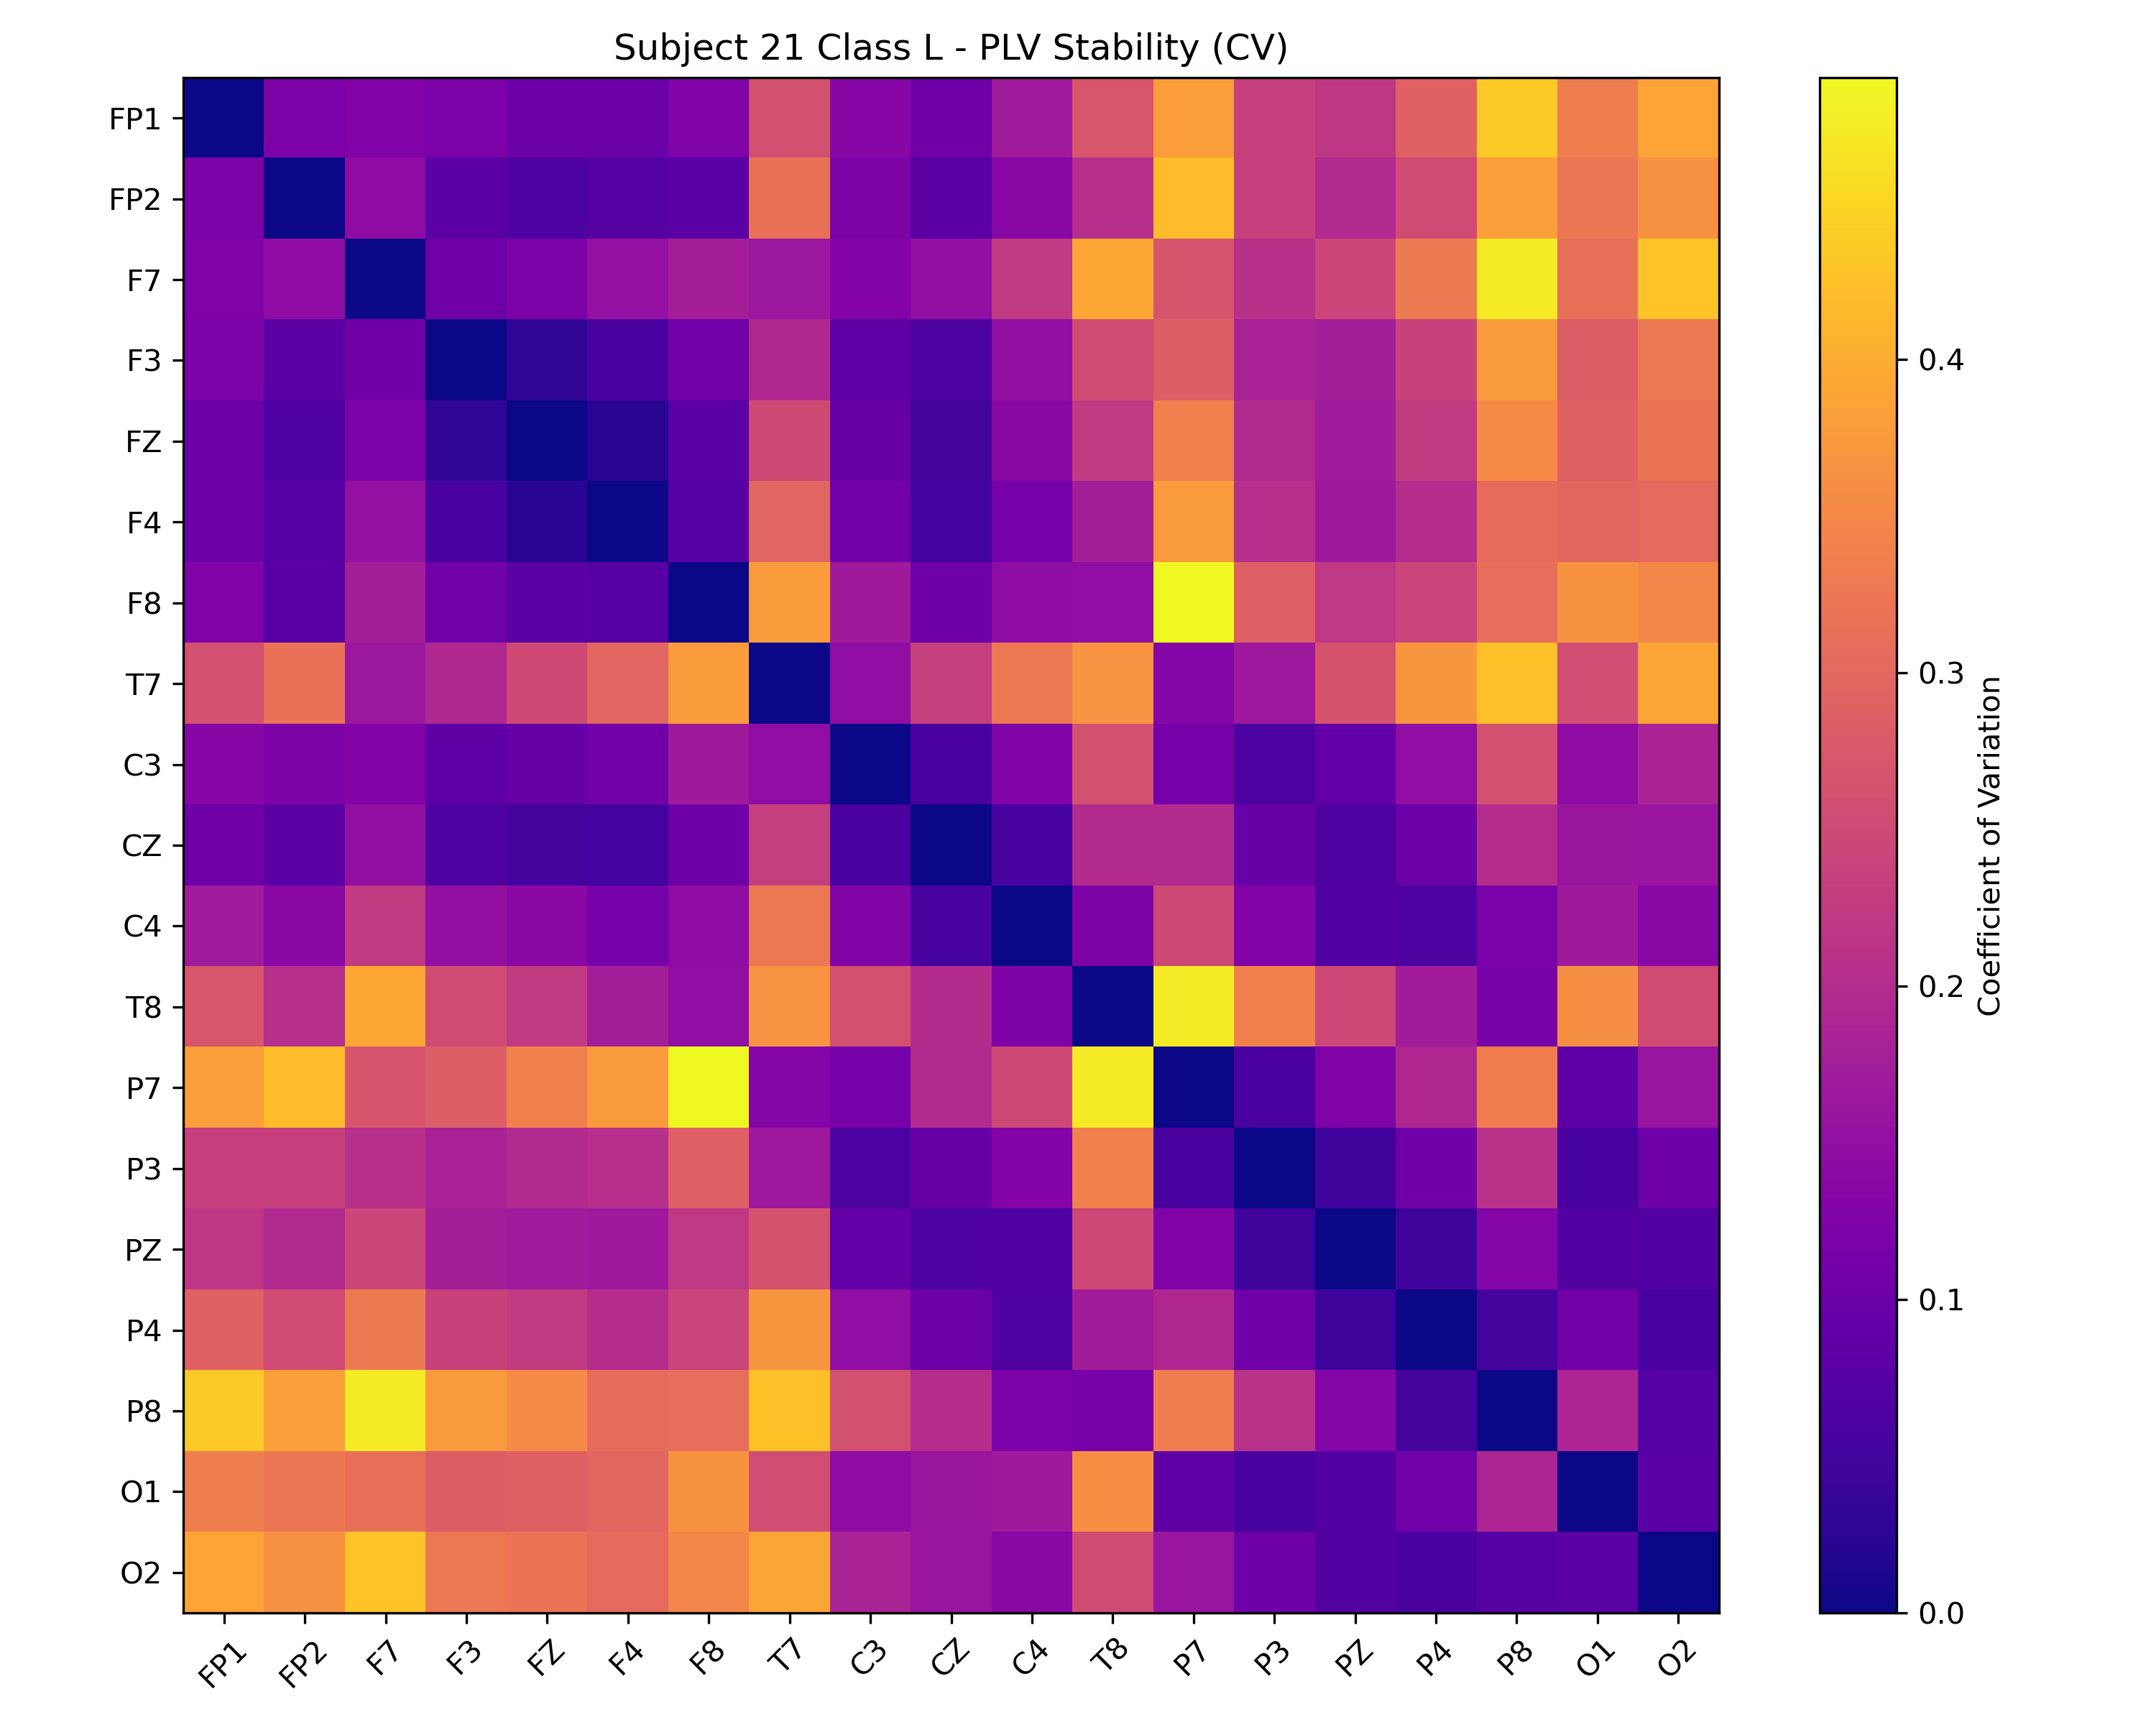 Subject 21 Class L - PLV Stability (CV)
FP1
FP2
F7
F3
FZ
F4
F8
T7
C3
CZ
C4
T8
P7
P3
PZ
P4
P8
O1
O2
FP1 FP2 F7 F3 FZ F4 F8 T7 C3 CZ C4 T8 P7 P3 PZ P4 P8 O1 O2
0.4
0.3
0.2
0.1
0.0
Coefficient of Variation